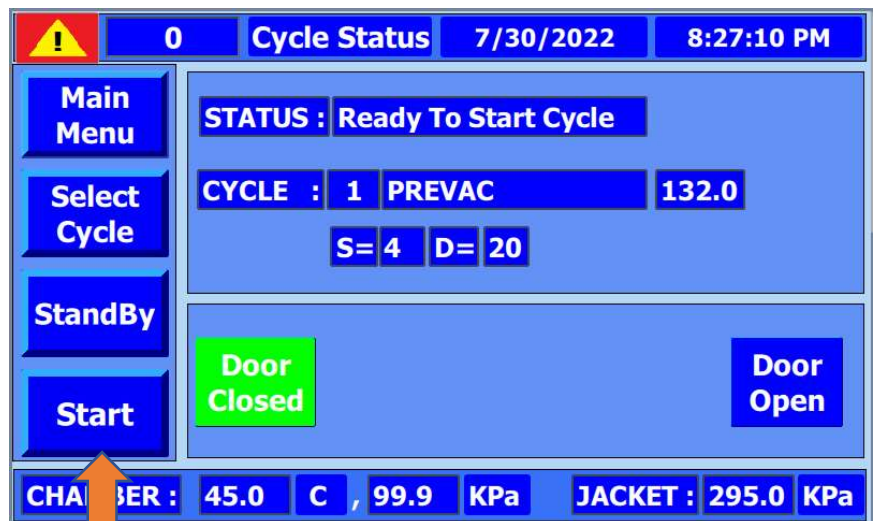 ! 0 Cycle Status 7/30/2022 8:27:10 PM
Main
Menu
Select
Cycle
StandBy
Start
STATUS : Ready To Start Cycle
CYCLE : 1 PREVAC 132.0
S= 4 D= 20
Door
Closed
Door
Open
45.0 C , 99.9 KPa JACKET : 295.0 KPa